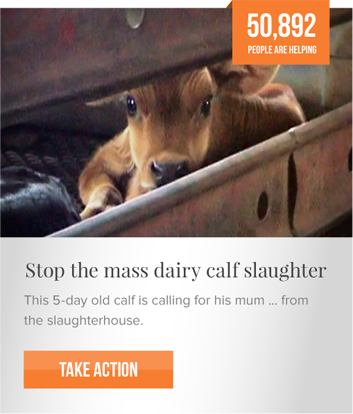 50,892
PEOPLE ARE HELPING
Stop the mass dairy calf slaughter
This 5-day old calf is calling for his mum ... from
the slaughterhouse.
TAKE ACTION